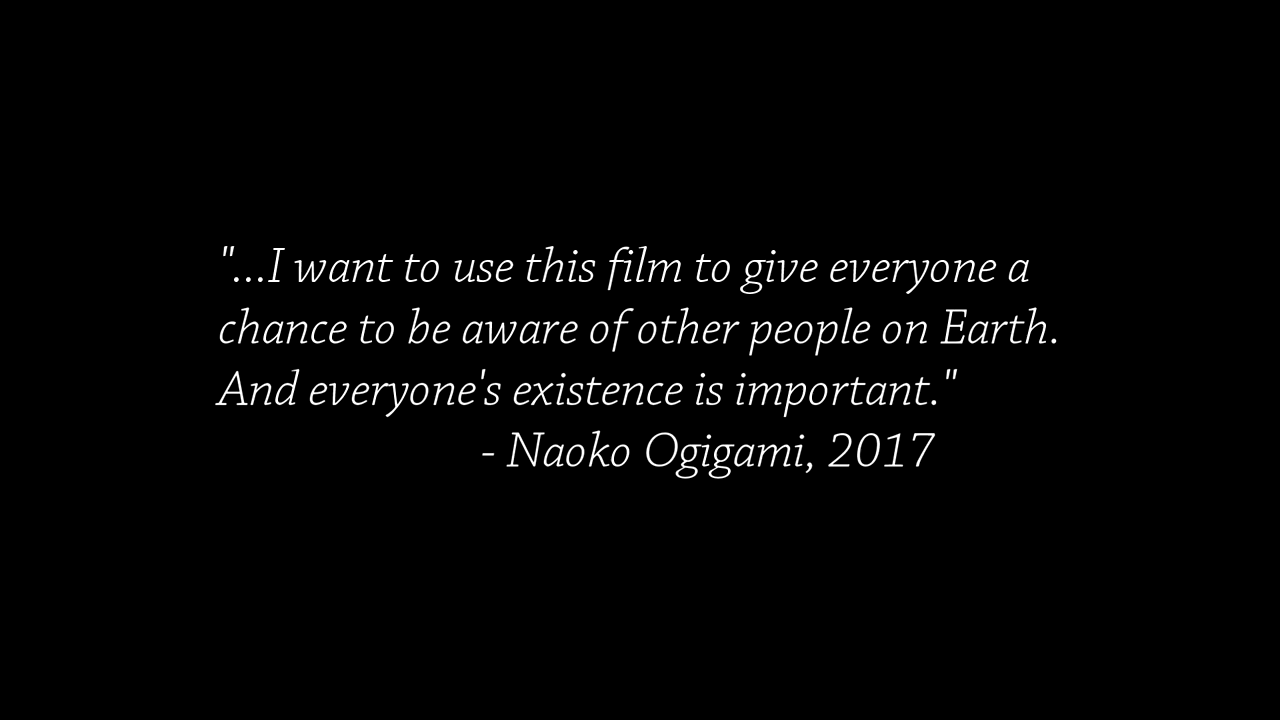 "...I want to use this film to give everyone a
chance to be aware of other people on Earth.
And everyone's existence is important."
- Naoko Ogigami, 2017